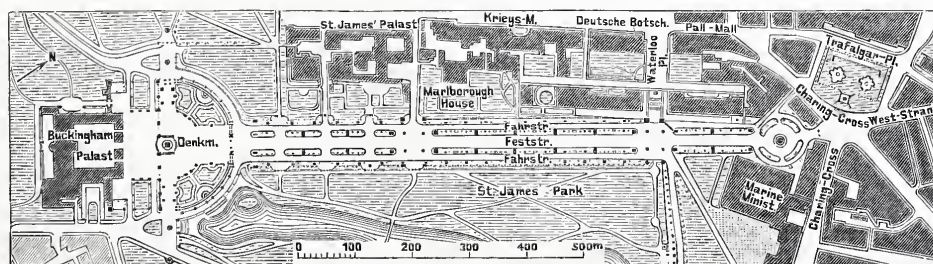 St. James' Palast
Kriegs-M.
Deutsche Botsch.
Pall-Mall
Waterloo
Pl.
Trafalgar-Pl.
N
Marlborough
House
Charing-Cross
West-Strand
Buckingham
Palast
Denkm.
Fahrstr.
Feststr.
Fahrstr.
St. James - Park
Marine
Minist.
Charing-Cross
0 100 200 300 400 500m